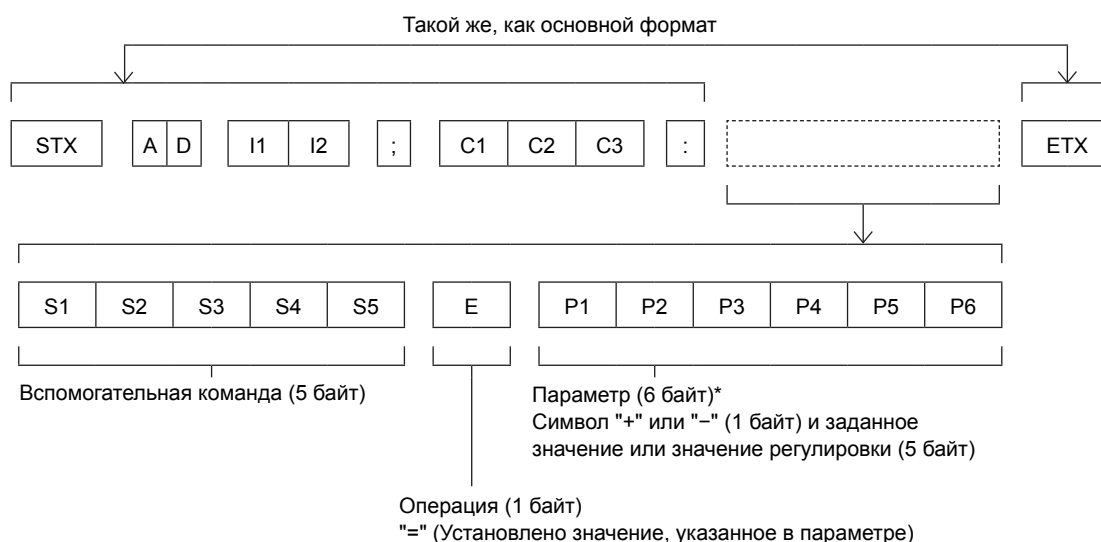 Такой же, как основной формат
STX A D I1 I2 ; C1 C2 C3 : ETX
S1 S2 S3 S4 S5 E P1 P2 P3 P4 P5 P6
Вспомогательная команда (5 байт)
Параметр (6 байт)*
Символ "+" или "−" (1 байт) и заданное
значение или значение регулировки (5 байт)
Операция (1 байт)
"=" (Установлено значение, указанное в параметре)